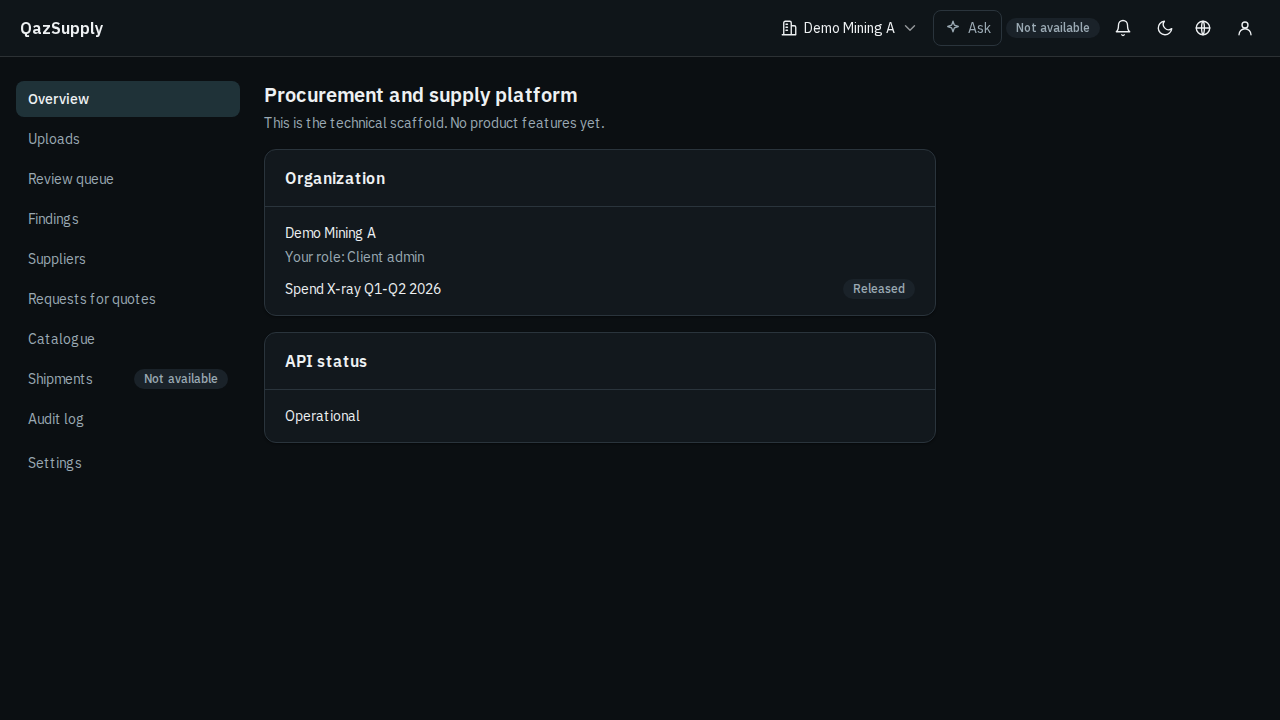 QazSupply
Demo Mining A
Ask
Not available
Overview
Uploads
Review queue
Findings
Suppliers
Requests for quotes
Catalogue
Shipments
Not available
Audit log
Settings
Procurement and supply platform
This is the technical scaffold. No product features yet.
Organization
Demo Mining A
Your role: Client admin
Spend X-ray Q1-Q2 2026
Released
API status
Operational